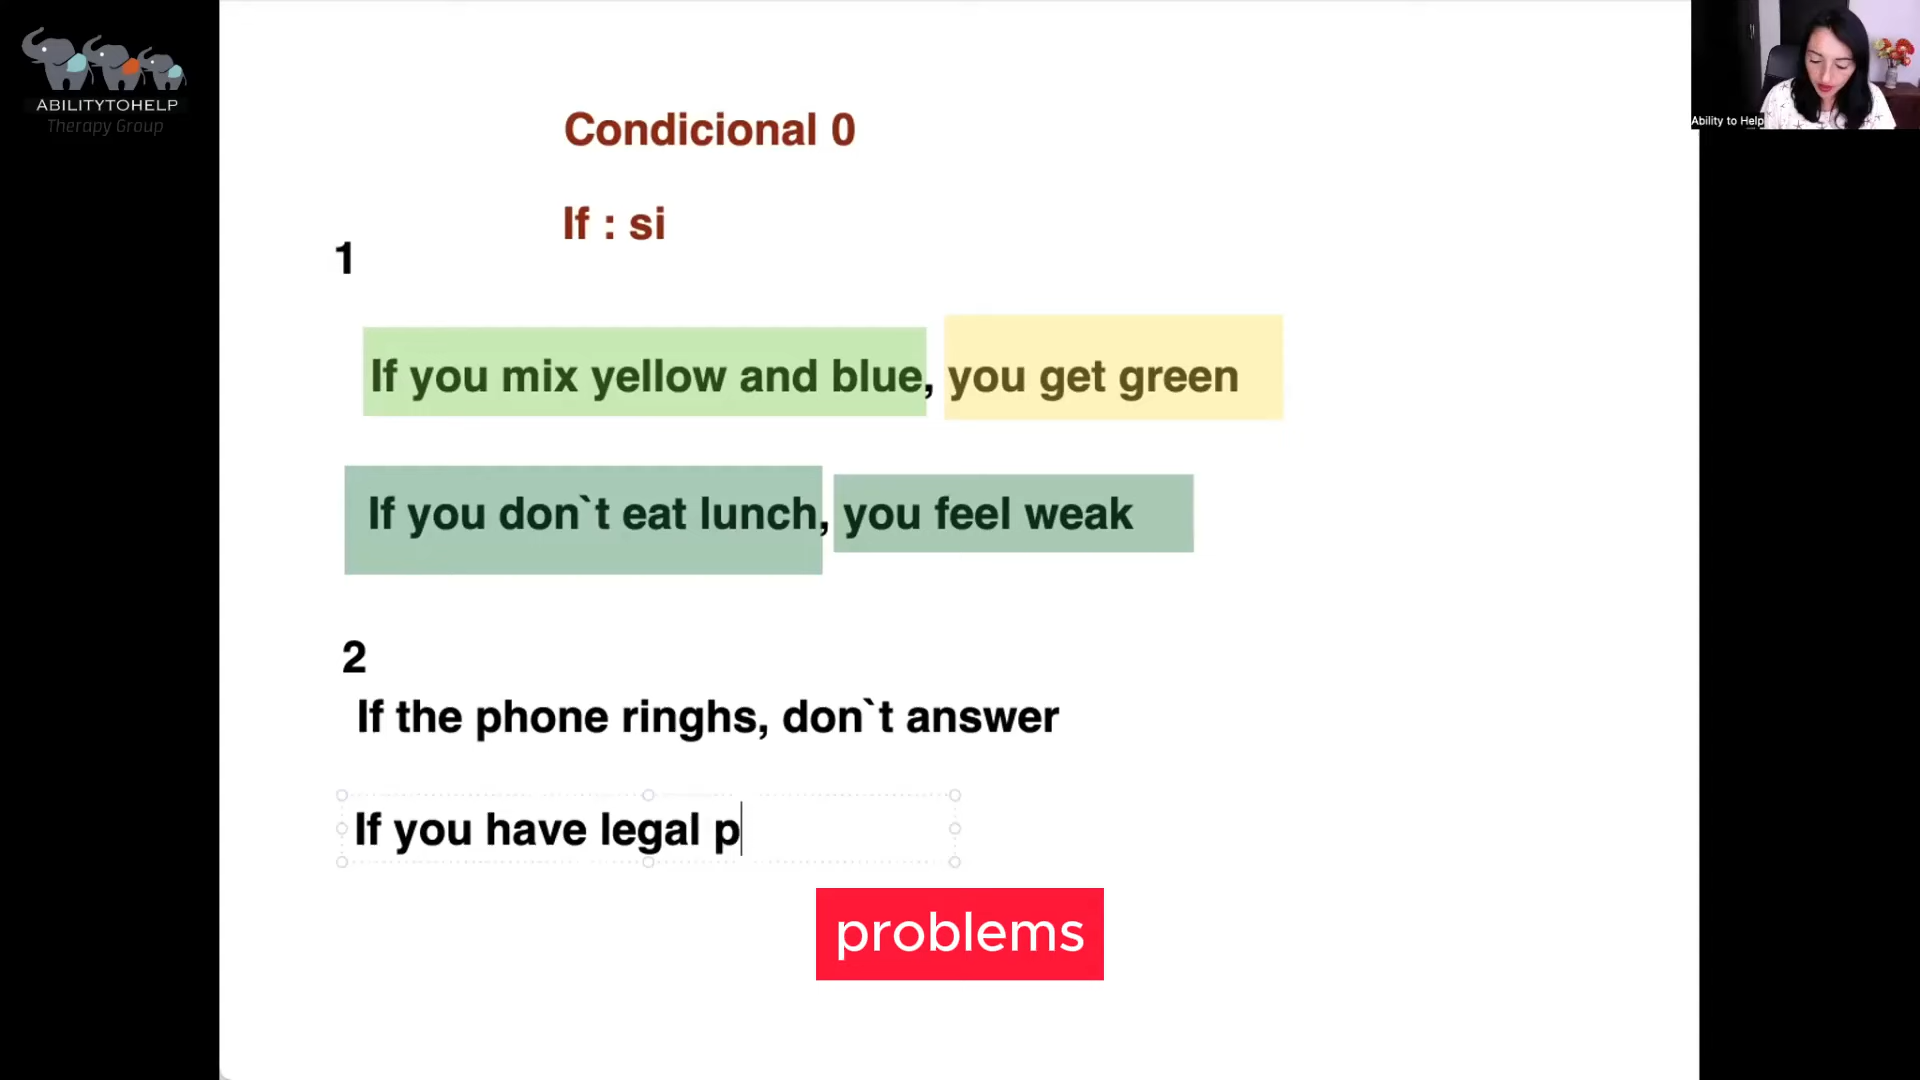 ABILITYTOHELP
Therapy Group
Ability to Help
Condicional 0
If : si
1
If you mix yellow and blue, you get green
If you don`t eat lunch, you feel weak
2
If the phone ringhs, don`t answer
If you have legal p
problems